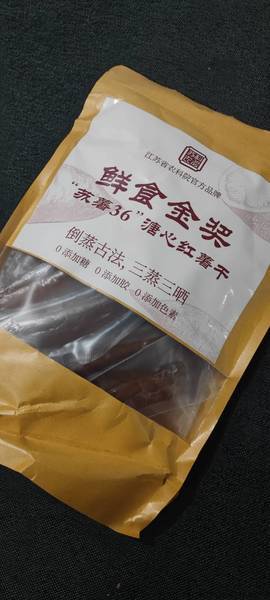 江苏省农科院官方品牌
鲜食金奖
“苏薯36”溏心红薯干
倒蒸古法, 三蒸三晒
0 添加糖 0 添加胶 0 添加色素